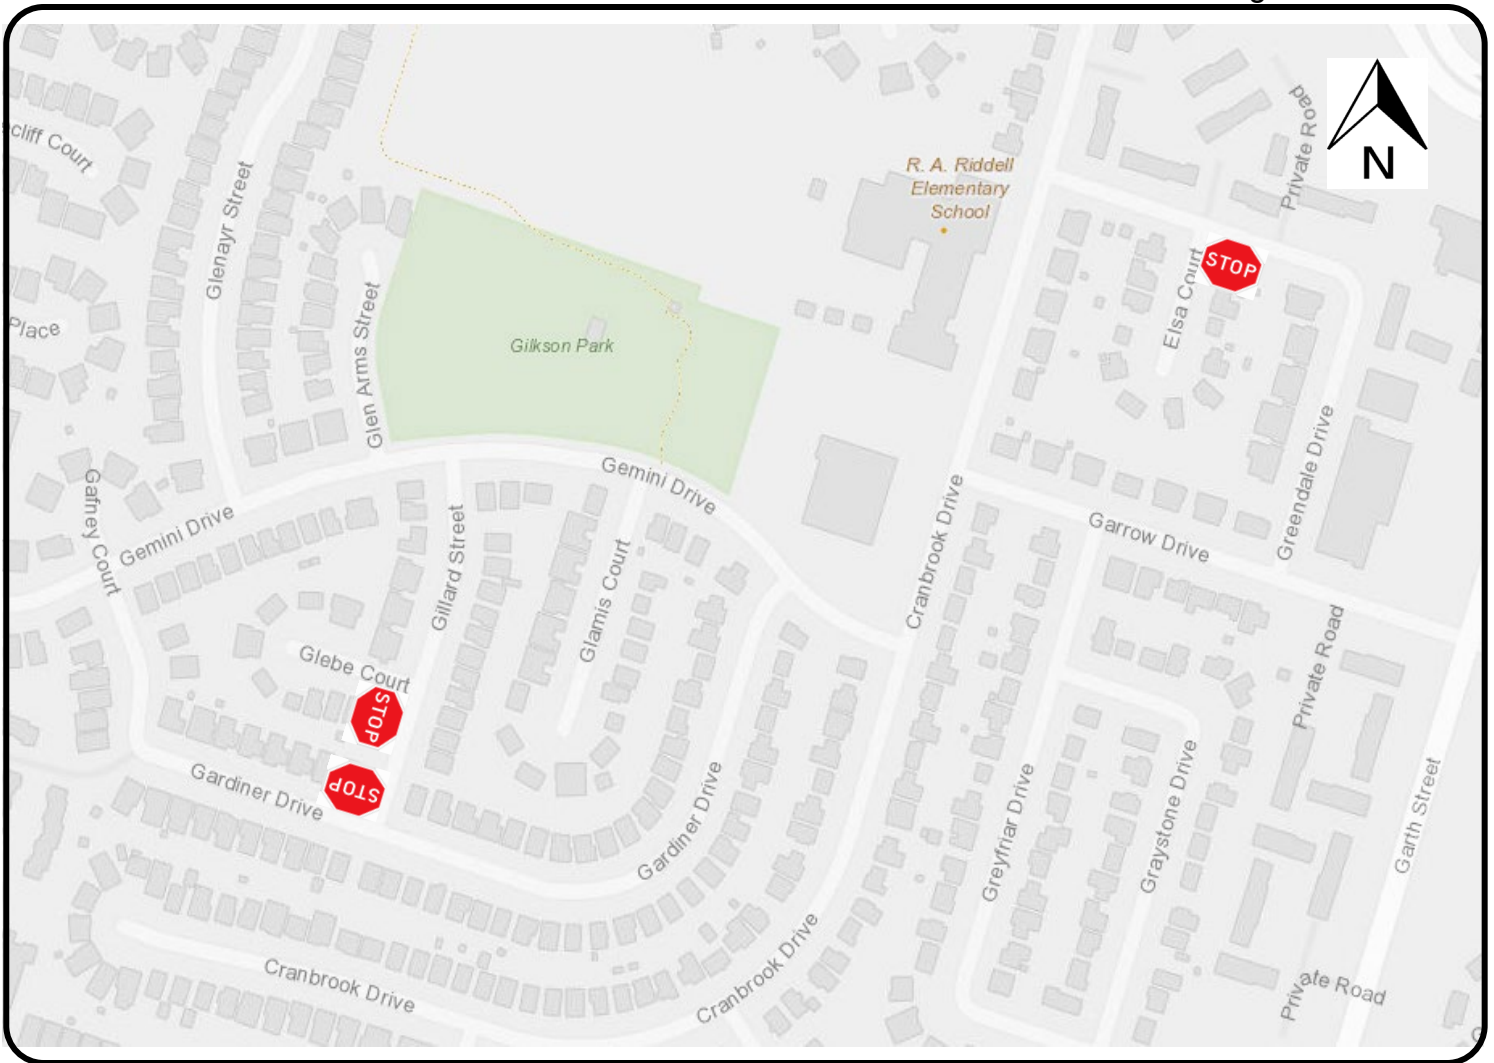 N
cliff Court
Private Road
R. A. Riddell
Elementary
School
Glenayr Street
STOP
Elsa Court
Place
Glen Arms Street
Gilkson Park
Gemini Drive
Greendale Drive
Cranbrook Drive
Garrow Drive
Gafney Court
Gemini Drive
Gillard Street
Glamis Court
Glebe Court
STOP
Private Road
STOP
Gardiner Drive
Gardiner Drive
Greyfriar Drive
Graystone Drive
Garth Street
Cranbrook Drive
Cranbrook Drive
Private Road